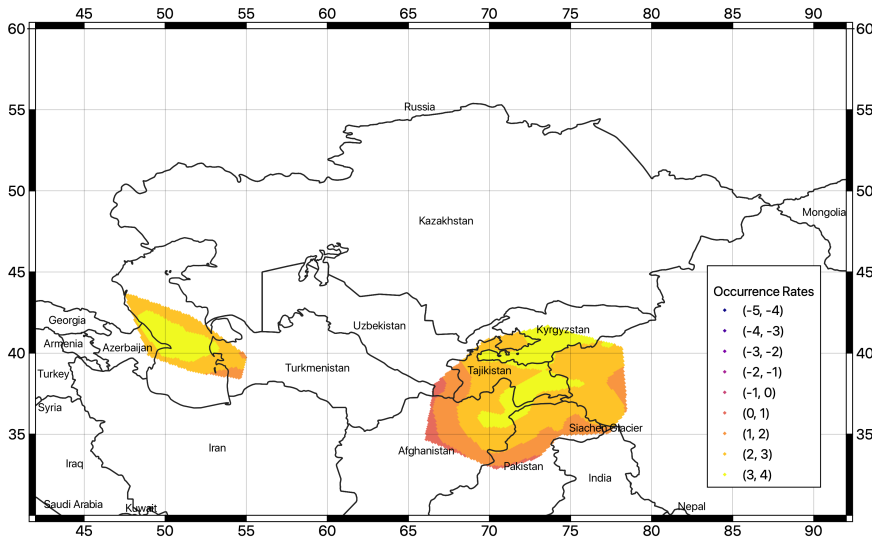 45 50 55 60 65 70 75 80 85 90
60 60
55 55
Russia
50 50
Mongolia
Kazakhstan
45 45
Occurrence Rates
(-5, -4)
(-4, -3)
(-3, -2)
(-2, -1)
(-1, 0)
(0, 1)
(1, 2)
(2, 3)
(3, 4)
Georgia
Uzbekistan
Kyrgyzstan
Armenia
Azerbaijan
40 40
Turkey
Turkmenistan
Tajikistan
Syria
35 35
Siachen Glacier
Iran
Afghanistan
Iraq
Pakistan
India
Saudi Arabia
Kuwait
Nepal
45 50 55 60 65 70 75 80 85 90